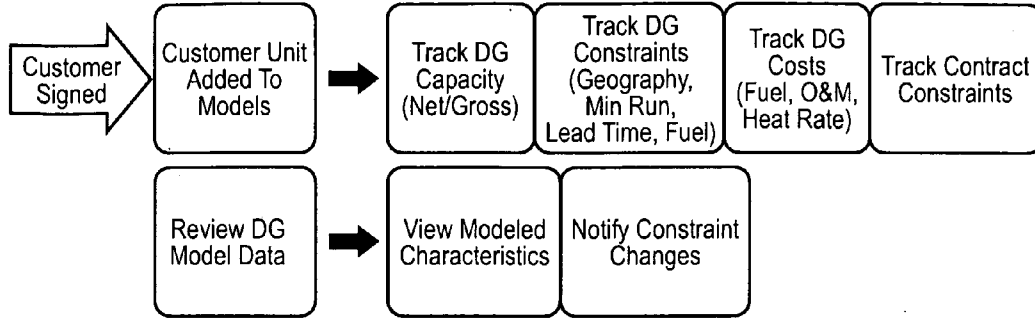 Customer
Signed
Customer Unit
Added To
Models
Track DG
Capacity
(Net/Gross)
Track DG
Constraints
(Geography,
Min Run,
Lead Time, Fuel)
Track DG
Costs
(Fuel, O&M,
Heat Rate)
Track Contract
Constraints
Review DG
Model Data
View Modeled
Characteristics
Notify Constraint
Changes